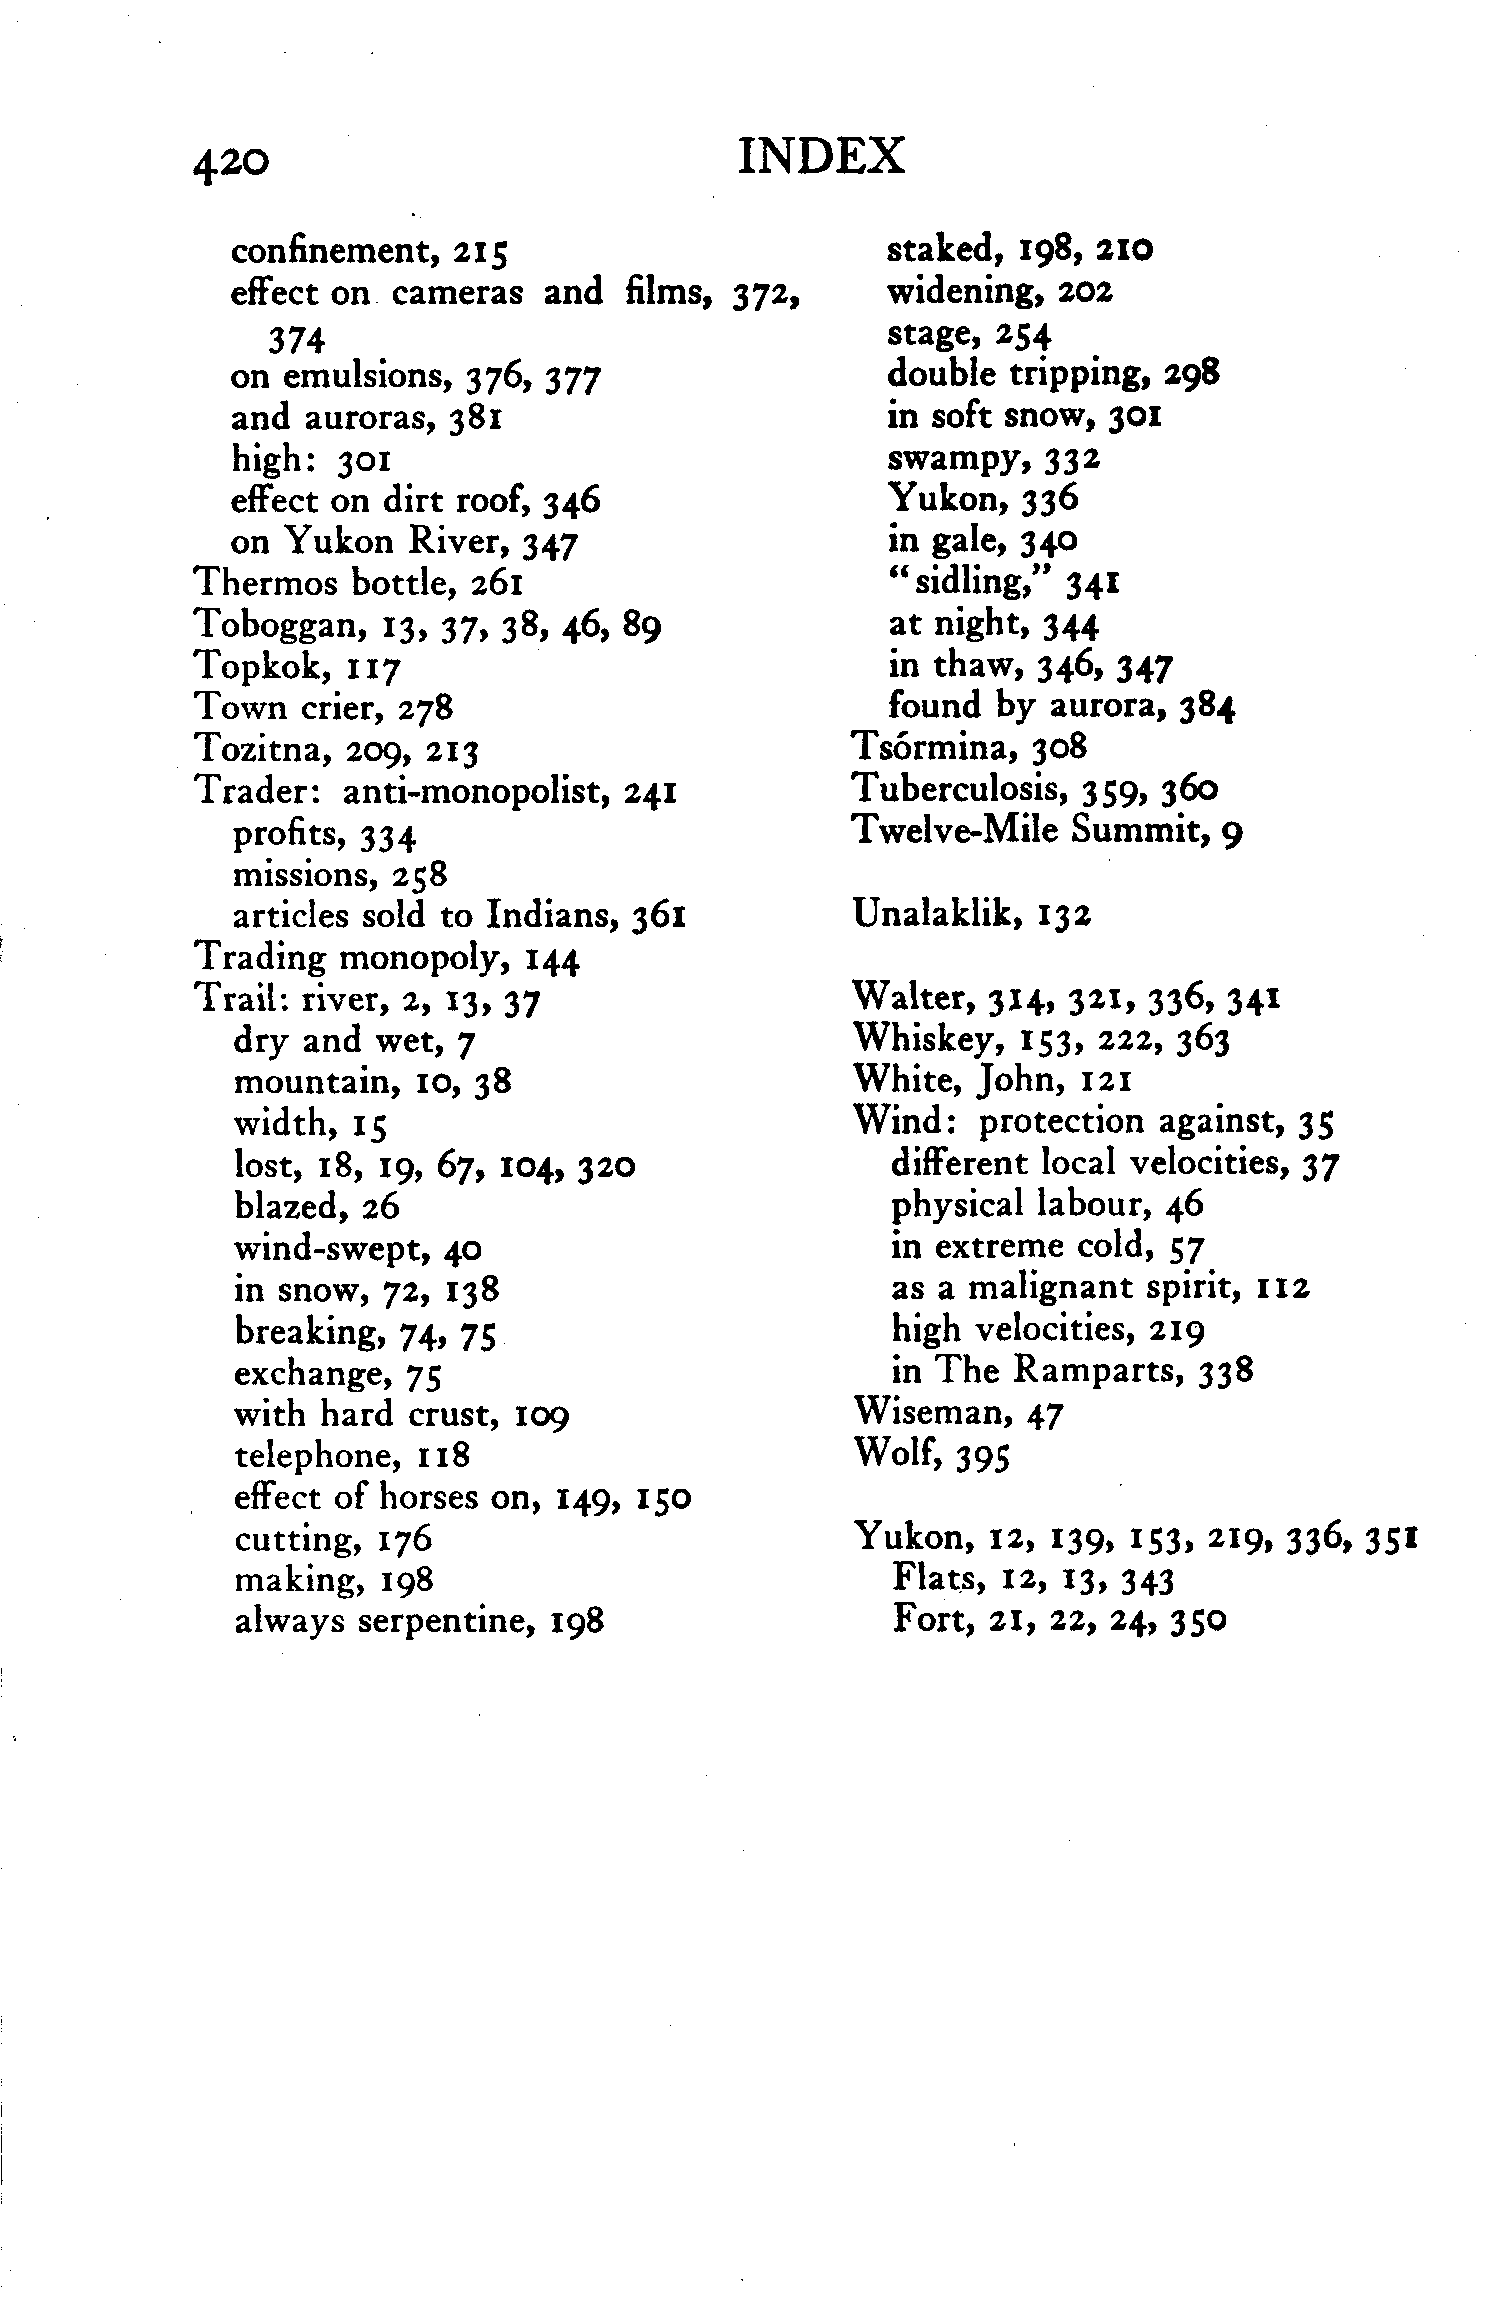 420
INDEX
confinement, 215
effect on cameras and films, 372,
374
on emulsions, 376, 377
and auroras, 381
high: 301
effect on dirt roof, 346
on Yukon River, 347
Thermos bottle, 261
Toboggan, 13, 37, 38, 46, 89
Topkok, 117
Town crier, 278
Tozitna, 209, 213
Trader: anti-monopolist, 241
profits, 334
missions, 258
articles sold to Indians, 361
Trading monopoly, 144
Trail: river, 2, 13, 37
dry and wet, 7
mountain, 10, 38
width, 15
lost, 18, 19, 67, 104, 320
blazed, 26
wind-swept, 40
in snow, 72, 138
breaking, 74, 75
exchange, 75
with hard crust, 109
telephone, 118
effect of horses on, 149, 150
cutting, 176
making, 198
always serpentine, 198
staked, 198, 210
widening, 202
stage, 254
double tripping, 298
in soft snow, 301
swampy, 332
Yukon, 336
in gale, 340
"sidling," 341
at night, 344
in thaw, 346, 347
found by aurora, 384
Tsórmina, 308
Tuberculosis, 359, 360
Twelve-Mile Summit, 9
Unalaklik, 132
Walter, 314, 321, 336, 341
Whiskey, 153, 222, 363
White, John, 121
Wind: protection against, 35
different local velocities, 37
physical labour, 46
in extreme cold, 57
as a malignant spirit, 112
high velocities, 219
in The Ramparts, 338
Wiseman, 47
Wolf, 395
Yukon, 12, 139, 153, 219, 336, 351
Flats, 12, 13, 343
Fort, 21, 22, 24, 350